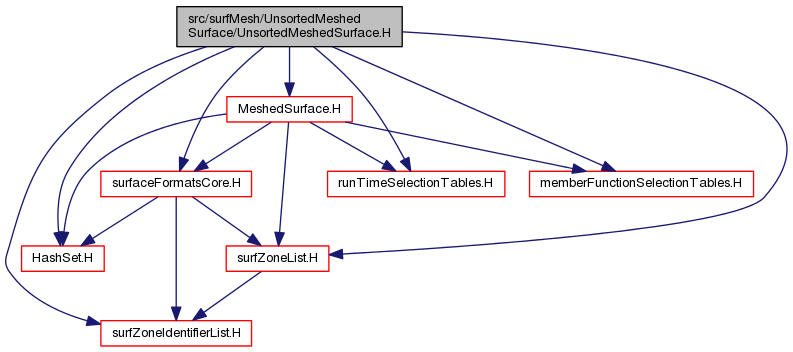 src/surfMesh/UnsortedMeshed
Surface/UnsortedMeshedSurface.H
MeshedSurface.H
surfaceFormatsCore.H
runTimeSelectionTables.H
memberFunctionSelectionTables.H
HashSet.H
surfZoneList.H
surfZoneIdentifierList.H